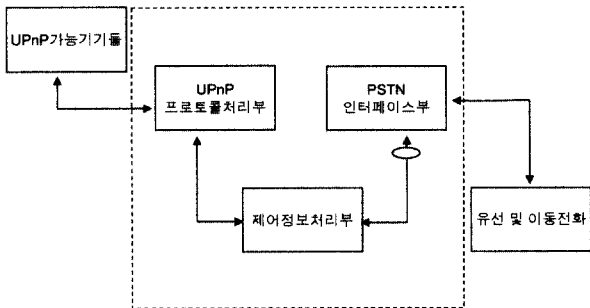 UPnP가능기기들
UPnP
프로토콜처리부
PSTN
인터페이스부
제어정보처리부
유선 및 이동전화